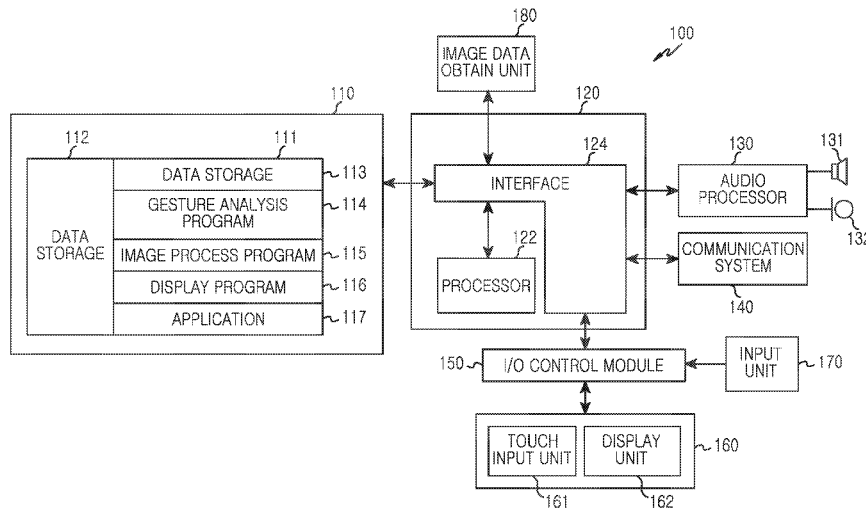 180
100
IMAGE DATA
OBTAIN UNIT
110
120
112
111
DATA STORAGE
113
GESTURE ANALYSIS
PROGRAM
114
DATA
STORAGE
IMAGE PROCESS PROGRAM
115
DISPLAY PROGRAM
116
APPLICATION
117
124
INTERFACE
122
PROCESSOR
130
131
AUDIO
PROCESSOR
132
COMMUNICATION
SYSTEM
140
150
I/O CONTROL MODULE
INPUT
UNIT
170
TOUCH
INPUT UNIT
DISPLAY
UNIT
160
161
162